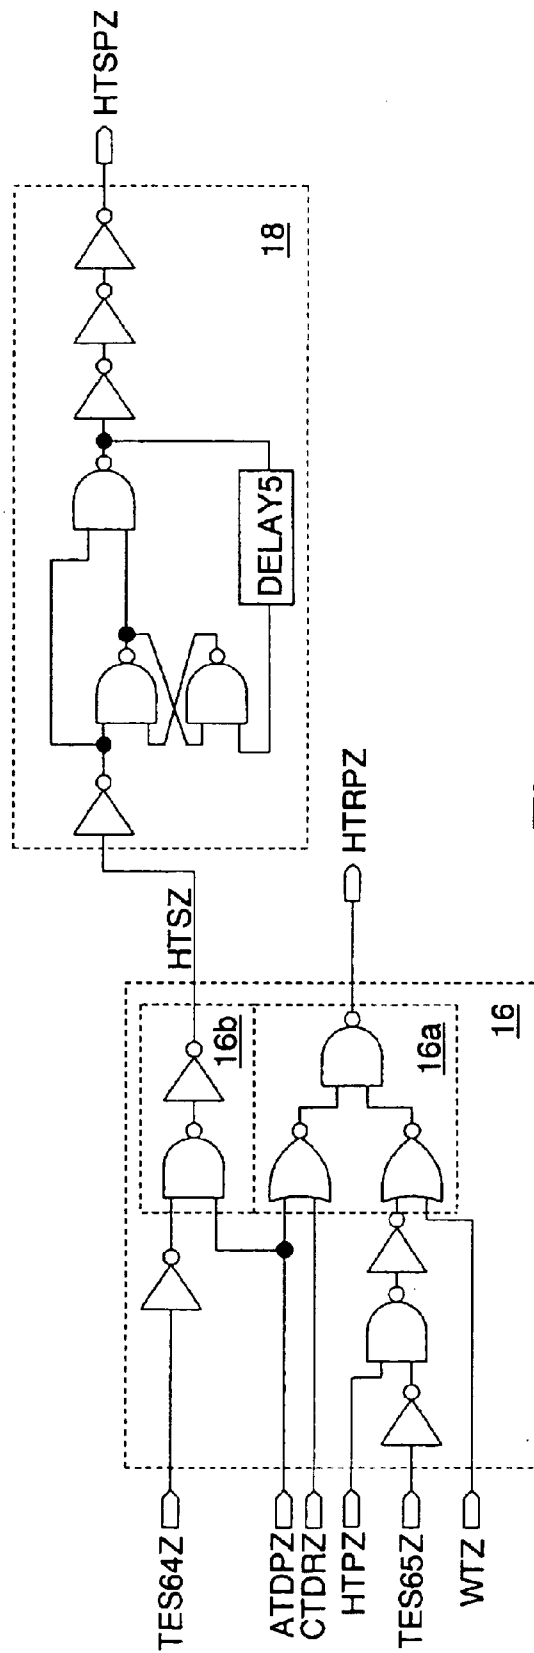 TES64Z
ATDPZ
CTDRZ
HTPZ
TES65Z
WTZ
16
16b
16a
HTSZ
HTRPZ
18
DELAY5
HTSPZ